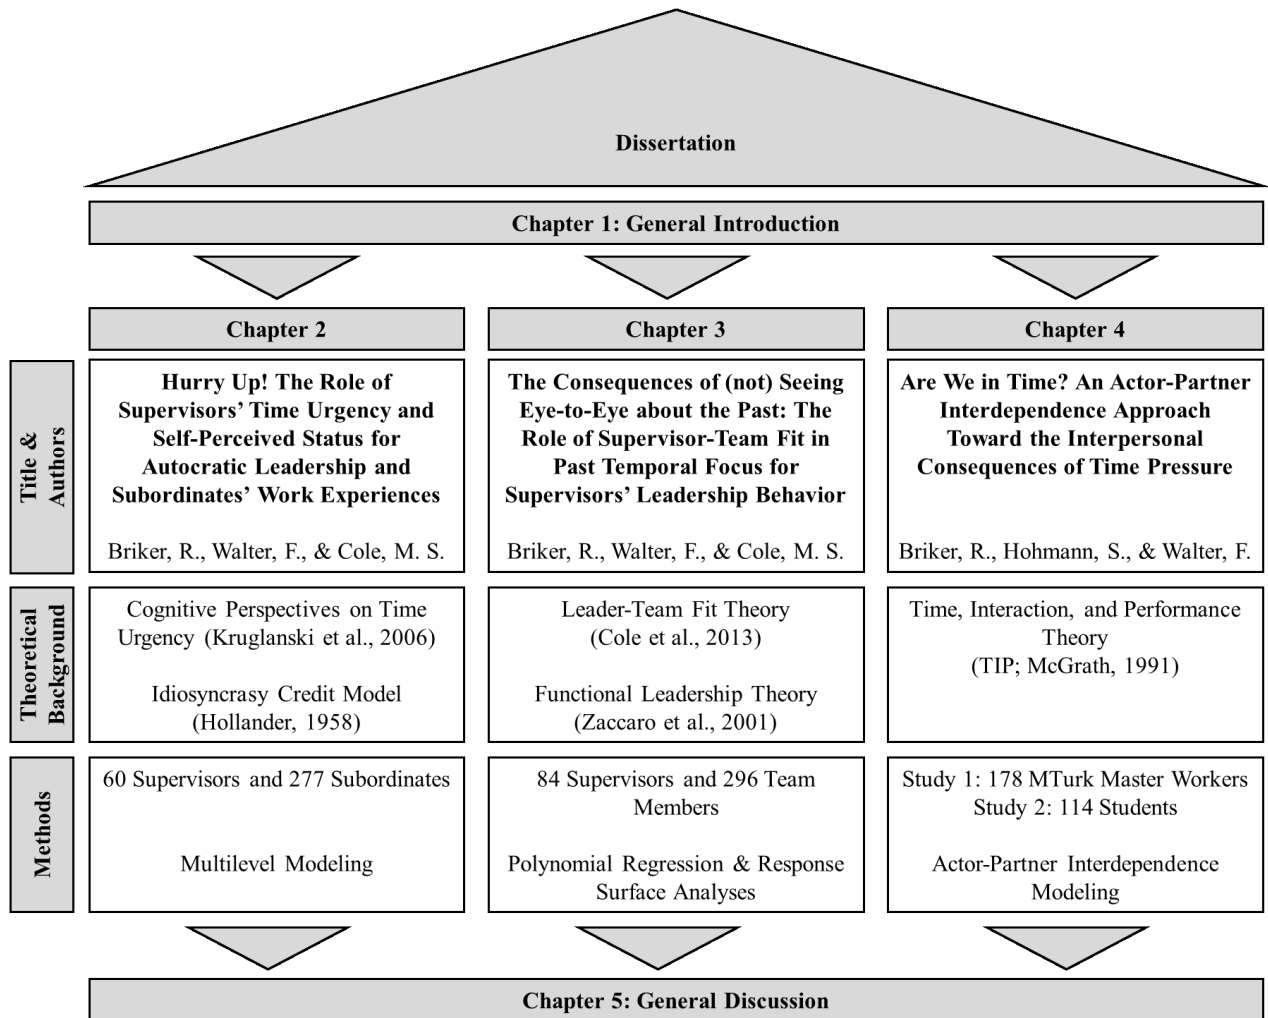 Dissertation
Chapter 1: General Introduction
Chapter 2
Chapter 3
Chapter 4
Title &
Authors
Hurry Up! The Role of
Supervisors’ Time Urgency and
Self-Perceived Status for
Autocratic Leadership and
Subordinates’ Work Experiences
Briker, R., Walter, F., & Cole, M. S.
The Consequences of (not) Seeing
Eye-to-Eye about the Past: The
Role of Supervisor-Team Fit in
Past Temporal Focus for
Supervisors’ Leadership Behavior
Briker, R., Walter, F., & Cole, M. S.
Are We in Time? An Actor-Partner
Interdependence Approach
Toward the Interpersonal
Consequences of Time Pressure
Briker, R., Hohmann, S., & Walter, F.
Theoretical
Background
Cognitive Perspectives on Time
Urgency (Kruglanski et al., 2006)
Idiosyncrasy Credit Model
(Hollander, 1958)
Leader-Team Fit Theory
(Cole et al., 2013)
Functional Leadership Theory
(Zaccaro et al., 2001)
Time, Interaction, and Performance
Theory
(TIP; McGrath, 1991)
Methods
60 Supervisors and 277 Subordinates
Multilevel Modeling
84 Supervisors and 296 Team
Members
Polynomial Regression & Response
Surface Analyses
Study 1: 178 MTurk Master Workers
Study 2: 114 Students
Actor-Partner Interdependence
Modeling
Chapter 5: General Discussion